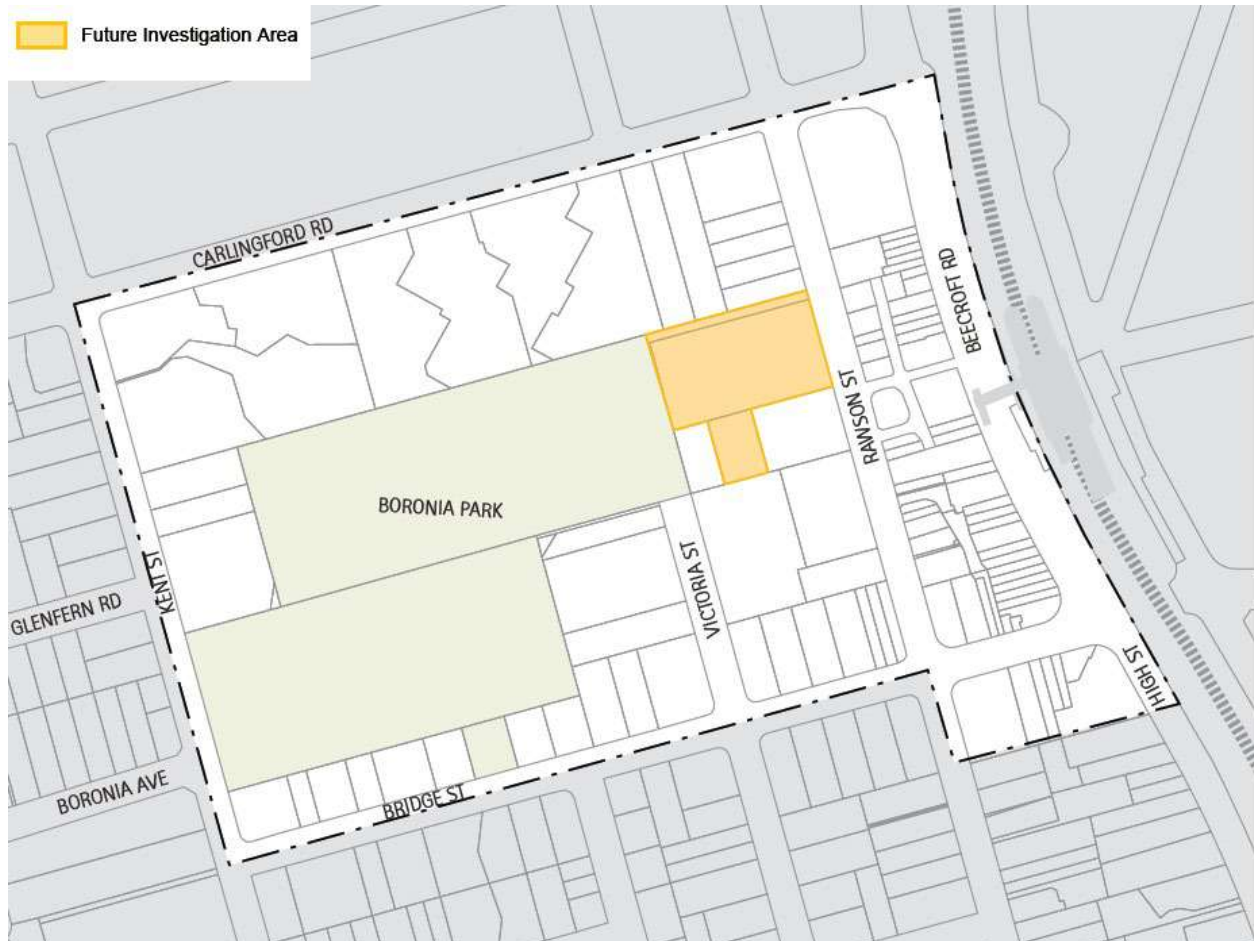 Future Investigation Area
CARLINGFORD RD
BEECROFT RD
RAWSON ST
BORONIA PARK
KENT ST
VICTORIA ST
GLENFERN RD
HIGH ST
BORONIA AVE
BRIDGE ST